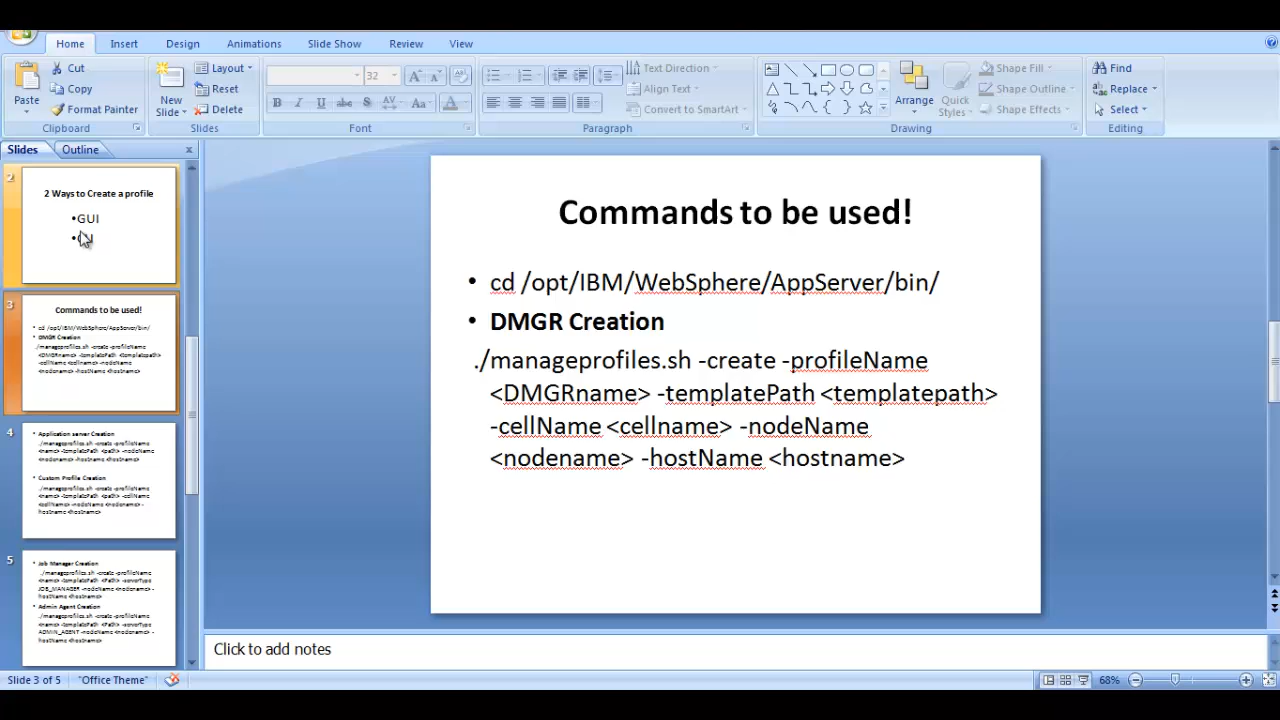 Home Insert Design Animations Slide Show Review View
Paste
Cut
Copy
Format Painter
Clipboard
New Slide
Layout
Reset
Delete
Slides
32
B I U abc S AV Aa A
Font
Text Direction
Align Text
Convert to SmartArt
Paragraph
Arrange
Quick Styles
Shape Fill
Shape Outline
Shape Effects
Drawing
Find
Replace
Select
Editing
Slides Outline x
2
2 Ways to Create a profile
•GUI
3
Commands to be used!
• cd /opt/IBM/WebSphere/AppServer/bin/
• DMGR Creation
./manageprofiles.sh -create -profileName
<DMGRname> -templatePath <templatepath>
-cellName <cellname> -nodeName
<nodename> -hostName <hostname>
4
• Application server Creation
./manageprofiles.sh -create -profileName
<name> -templatePath <path> -nodeName
<nodename> -hostName <hostname>
• Custom Profile Creation
./manageprofiles.sh -create -profileName
<name> -templatePath <path> -cellName
<cellName> -nodeName <nodename> -
hostName <hostname>
5
• Job Manager Creation
./manageprofiles.sh -create -profileName
<name> -templatePath <Path> -serverType
JOB_MANAGER -nodeName <nodename> -
hostName <hostname>
• Admin Agent Creation
./manageprofiles.sh -create -profileName
<name> -templatePath <Path> -serverType
ADMIN_AGENT -nodeName <nodename> -
hostName <hostname>
Commands to be used!
• cd /opt/IBM/WebSphere/AppServer/bin/
• DMGR Creation
./manageprofiles.sh -create -profileName
<DMGRname> -templatePath <templatepath>
-cellName <cellname> -nodeName
<nodename> -hostName <hostname>
Click to add notes
Slide 3 of 5 "Office Theme" 68%